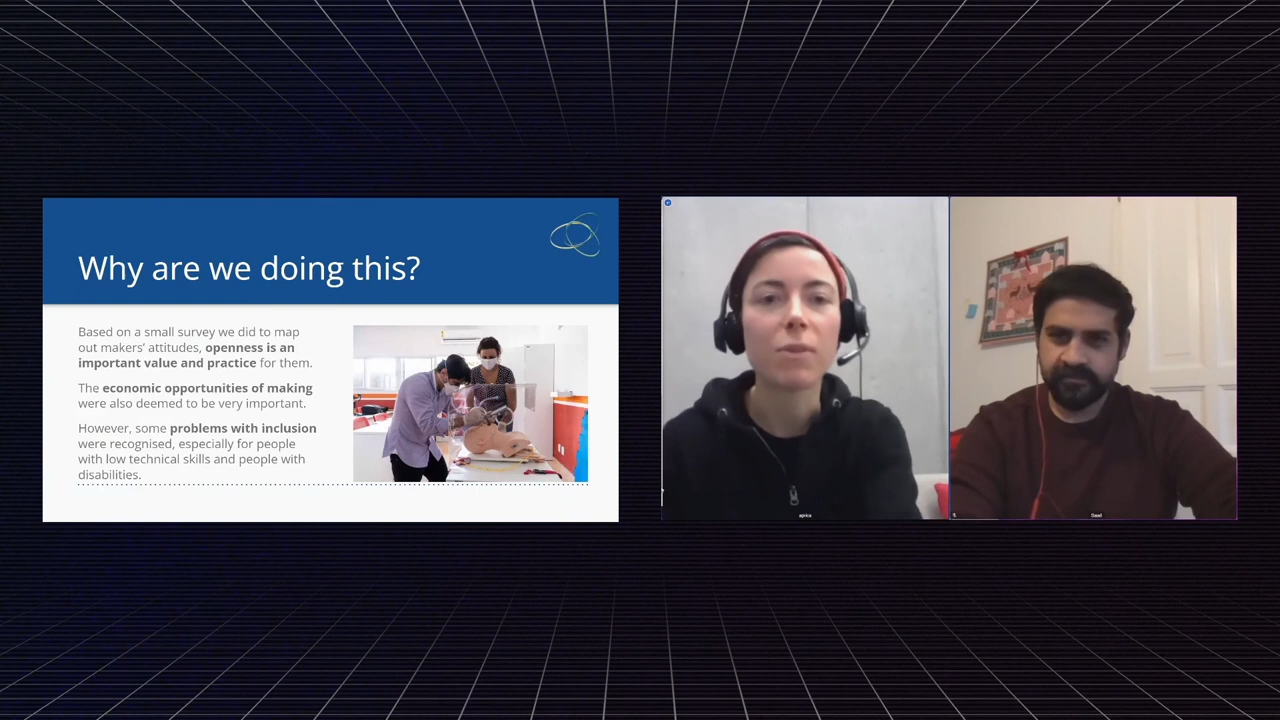 Why are we doing this?
Based on a small survey we did to map
out makers' attitudes, openness is an
important value and practice for them.
The economic opportunities of making
were also deemed to be very important.
However, some problems with inclusion
were recognised, especially for people
with low technical skills and people with
disabilities.
aprica
Saad